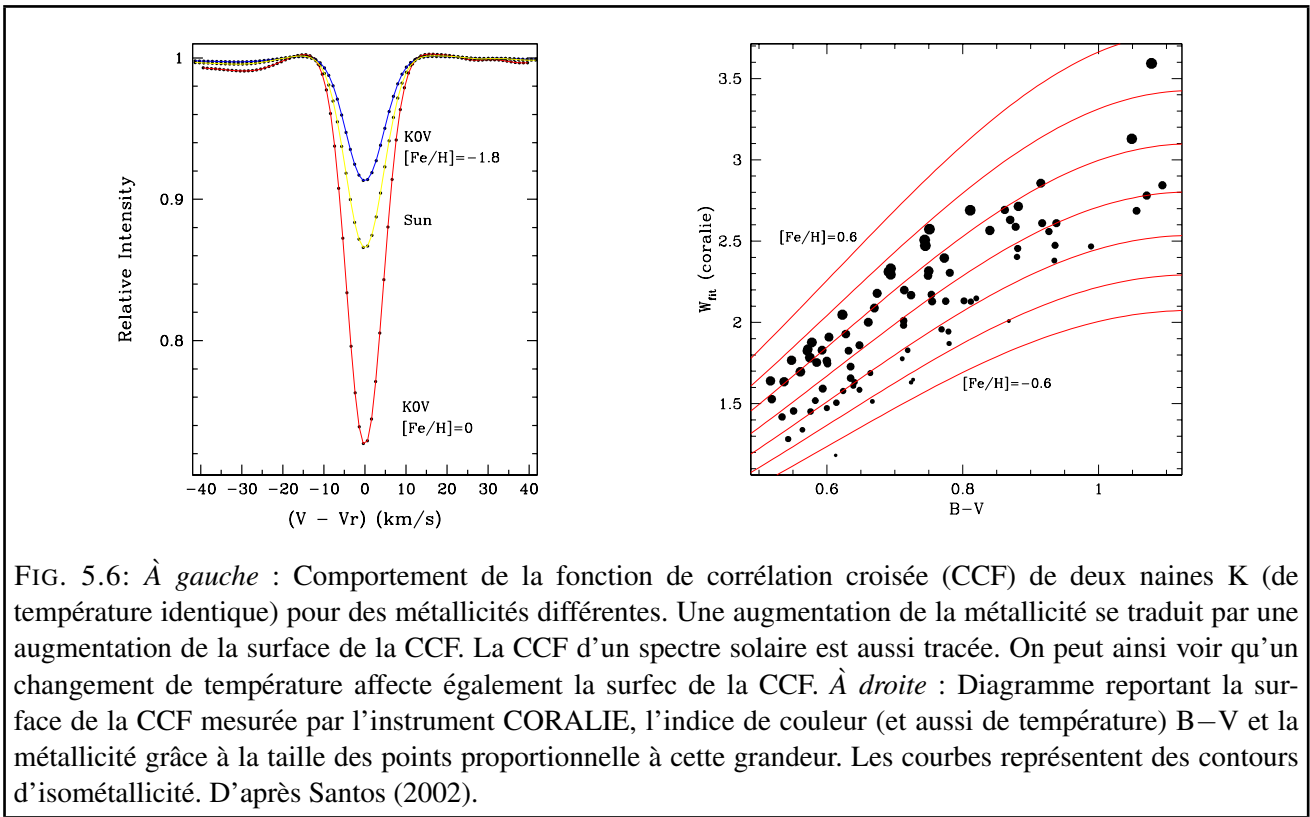 1
0.9
0.8
Relative Intensity
K0V
[Fe/H]=−1.8
Sun
K0V
[Fe/H]=0
−40 −30 −20 −10 0 10 20 30 40
(V − Vr) (km/s)
3.5
3
2.5
2
1.5
W_fit (coralie)
[Fe/H]=0.6
[Fe/H]=−0.6
0.6 0.8 1
B−V
FIG. 5.6: À gauche : Comportement de la fonction de corrélation croisée (CCF) de deux naines K (de
température identique) pour des métallicités différentes. Une augmentation de la métallicité se traduit par une
augmentation de la surface de la CCF. La CCF d'un spectre solaire est aussi tracée. On peut ainsi voir qu'un
changement de température affecte également la surfec de la CCF. À droite : Diagramme reportant la sur-
face de la CCF mesurée par l'instrument CORALIE, l'indice de couleur (et aussi de température) B−V et la
métallicité grâce à la taille des points proportionnelle à cette grandeur. Les courbes représentent des contours
d'isométallicité. D'après Santos (2002).